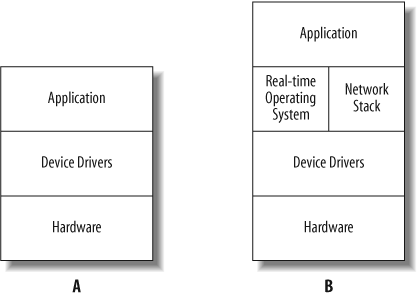 Application
Device Drivers
Hardware
A
Application
Real-time
Operating
System
Network
Stack
Device Drivers
Hardware
B